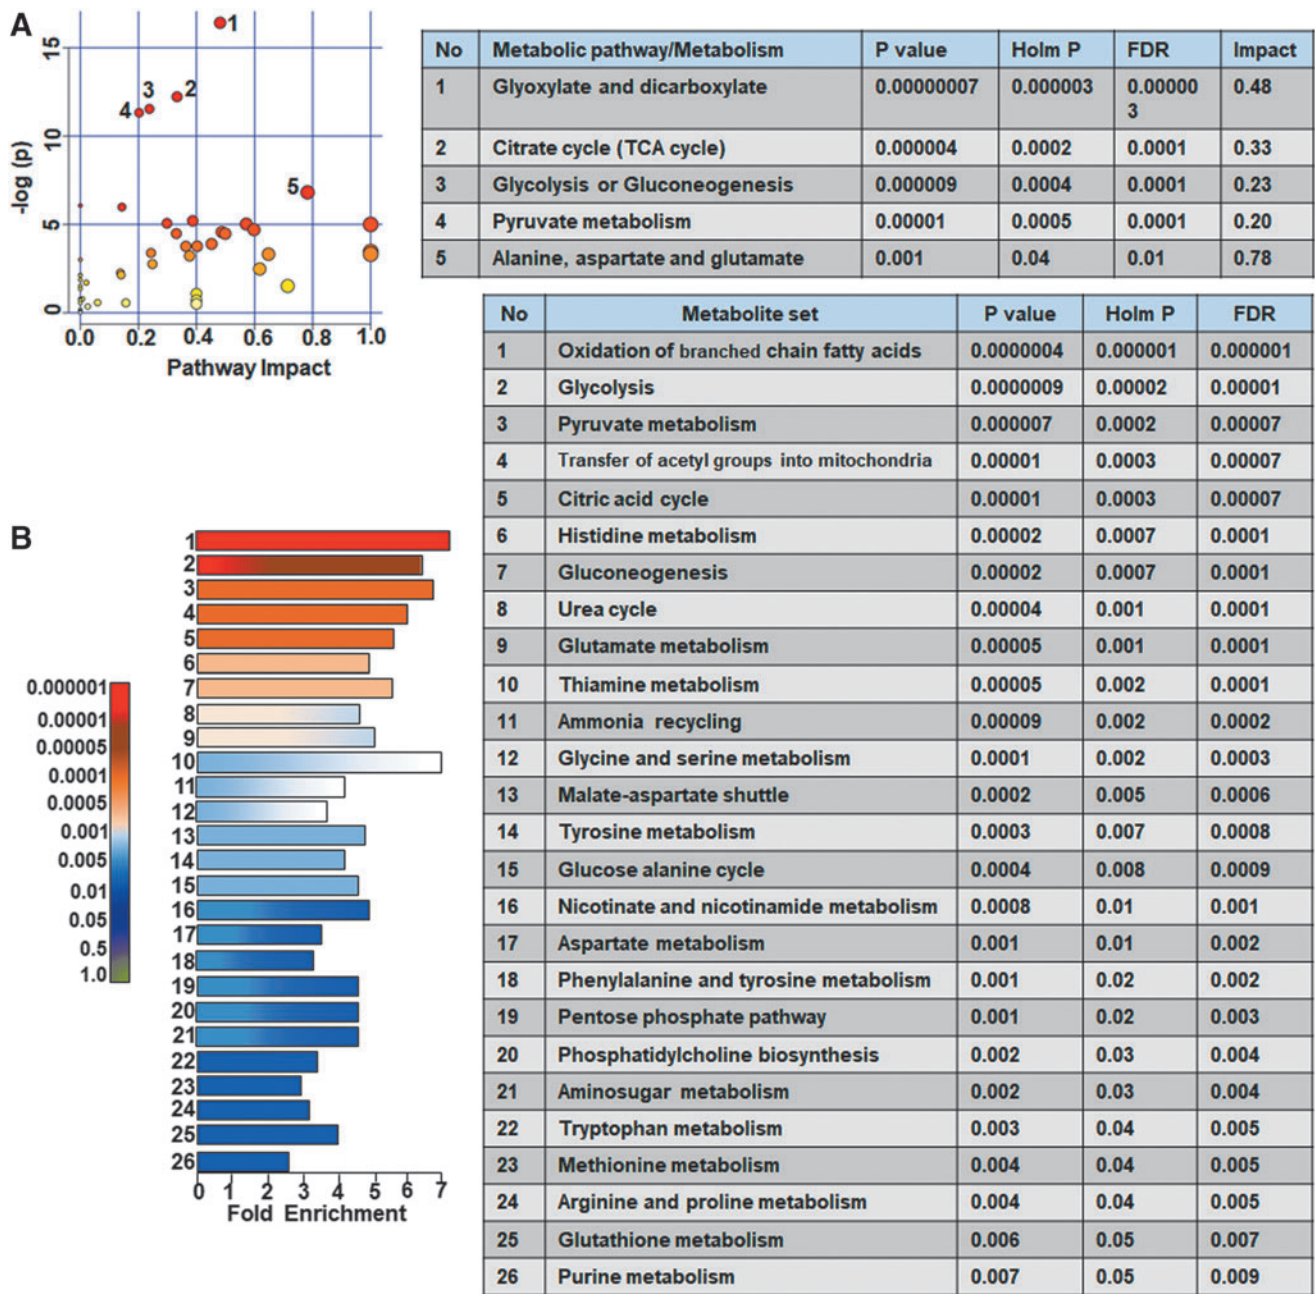 A
15
10
5
0
-log (p)
1
2
3
4
5
0.0 0.2 0.4 0.6 0.8 1.0
Pathway Impact
No Metabolic pathway/Metabolism P value Holm P FDR Impact
1 Glyoxylate and dicarboxylate 0.00000007 0.000003 0.00000 0.48
3
2 Citrate cycle (TCA cycle) 0.000004 0.0002 0.0001 0.33
3 Glycolysis or Gluconeogenesis 0.000009 0.0004 0.0001 0.23
4 Pyruvate metabolism 0.00001 0.0005 0.0001 0.20
5 Alanine, aspartate and glutamate 0.001 0.04 0.01 0.78
No Metabolite set P value Holm P FDR
1 Oxidation of branched chain fatty acids 0.0000004 0.000001 0.000001
2 Glycolysis 0.0000009 0.00002 0.00001
3 Pyruvate metabolism 0.000007 0.0002 0.00007
4 Transfer of acetyl groups into mitochondria 0.00001 0.0003 0.00007
5 Citric acid cycle 0.00001 0.0003 0.00007
6 Histidine metabolism 0.00002 0.0007 0.0001
7 Gluconeogenesis 0.00002 0.0007 0.0001
8 Urea cycle 0.00004 0.001 0.0001
9 Glutamate metabolism 0.00005 0.001 0.0001
10 Thiamine metabolism 0.00005 0.002 0.0001
11 Ammonia recycling 0.00009 0.002 0.0002
12 Glycine and serine metabolism 0.0001 0.002 0.0003
13 Malate-aspartate shuttle 0.0002 0.005 0.0006
14 Tyrosine metabolism 0.0003 0.007 0.0008
15 Glucose alanine cycle 0.0004 0.008 0.0009
16 Nicotinate and nicotinamide metabolism 0.0008 0.01 0.001
17 Aspartate metabolism 0.001 0.01 0.002
18 Phenylalanine and tyrosine metabolism 0.001 0.02 0.002
19 Pentose phosphate pathway 0.001 0.02 0.003
20 Phosphatidylcholine biosynthesis 0.002 0.03 0.004
21 Aminosugar metabolism 0.002 0.03 0.004
22 Tryptophan metabolism 0.003 0.04 0.005
23 Methionine metabolism 0.004 0.04 0.005
24 Arginine and proline metabolism 0.004 0.04 0.005
25 Glutathione metabolism 0.006 0.05 0.007
26 Purine metabolism 0.007 0.05 0.009
B
0.000001
0.00001
0.00005
0.0001
0.0005
0.001
0.005
0.01
0.05
0.5
1.0
1
2
3
4
5
6
7
8
9
10
11
12
13
14
15
16
17
18
19
20
21
22
23
24
25
26
0 1 2 3 4 5 6 7
Fold Enrichment